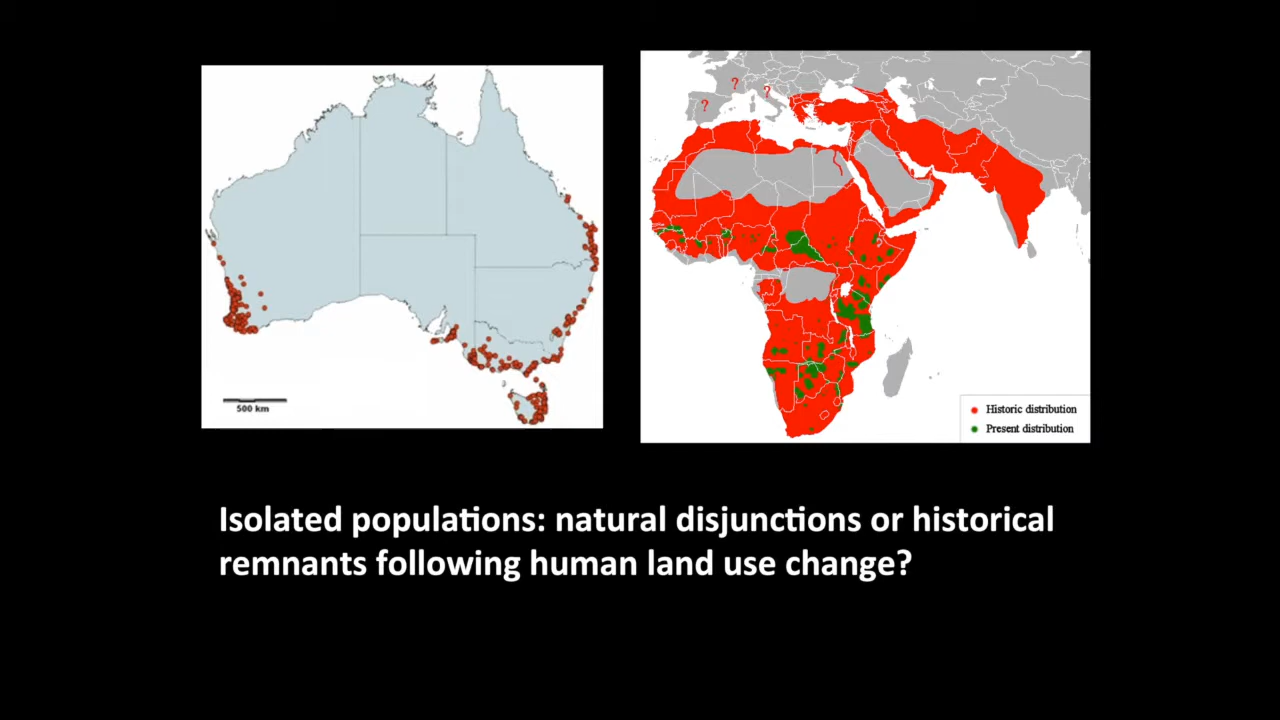 ?
?
?
500 km
Historic distribution
Present distribution
Isolated populations: natural disjunctions or historical
remnants following human land use change?